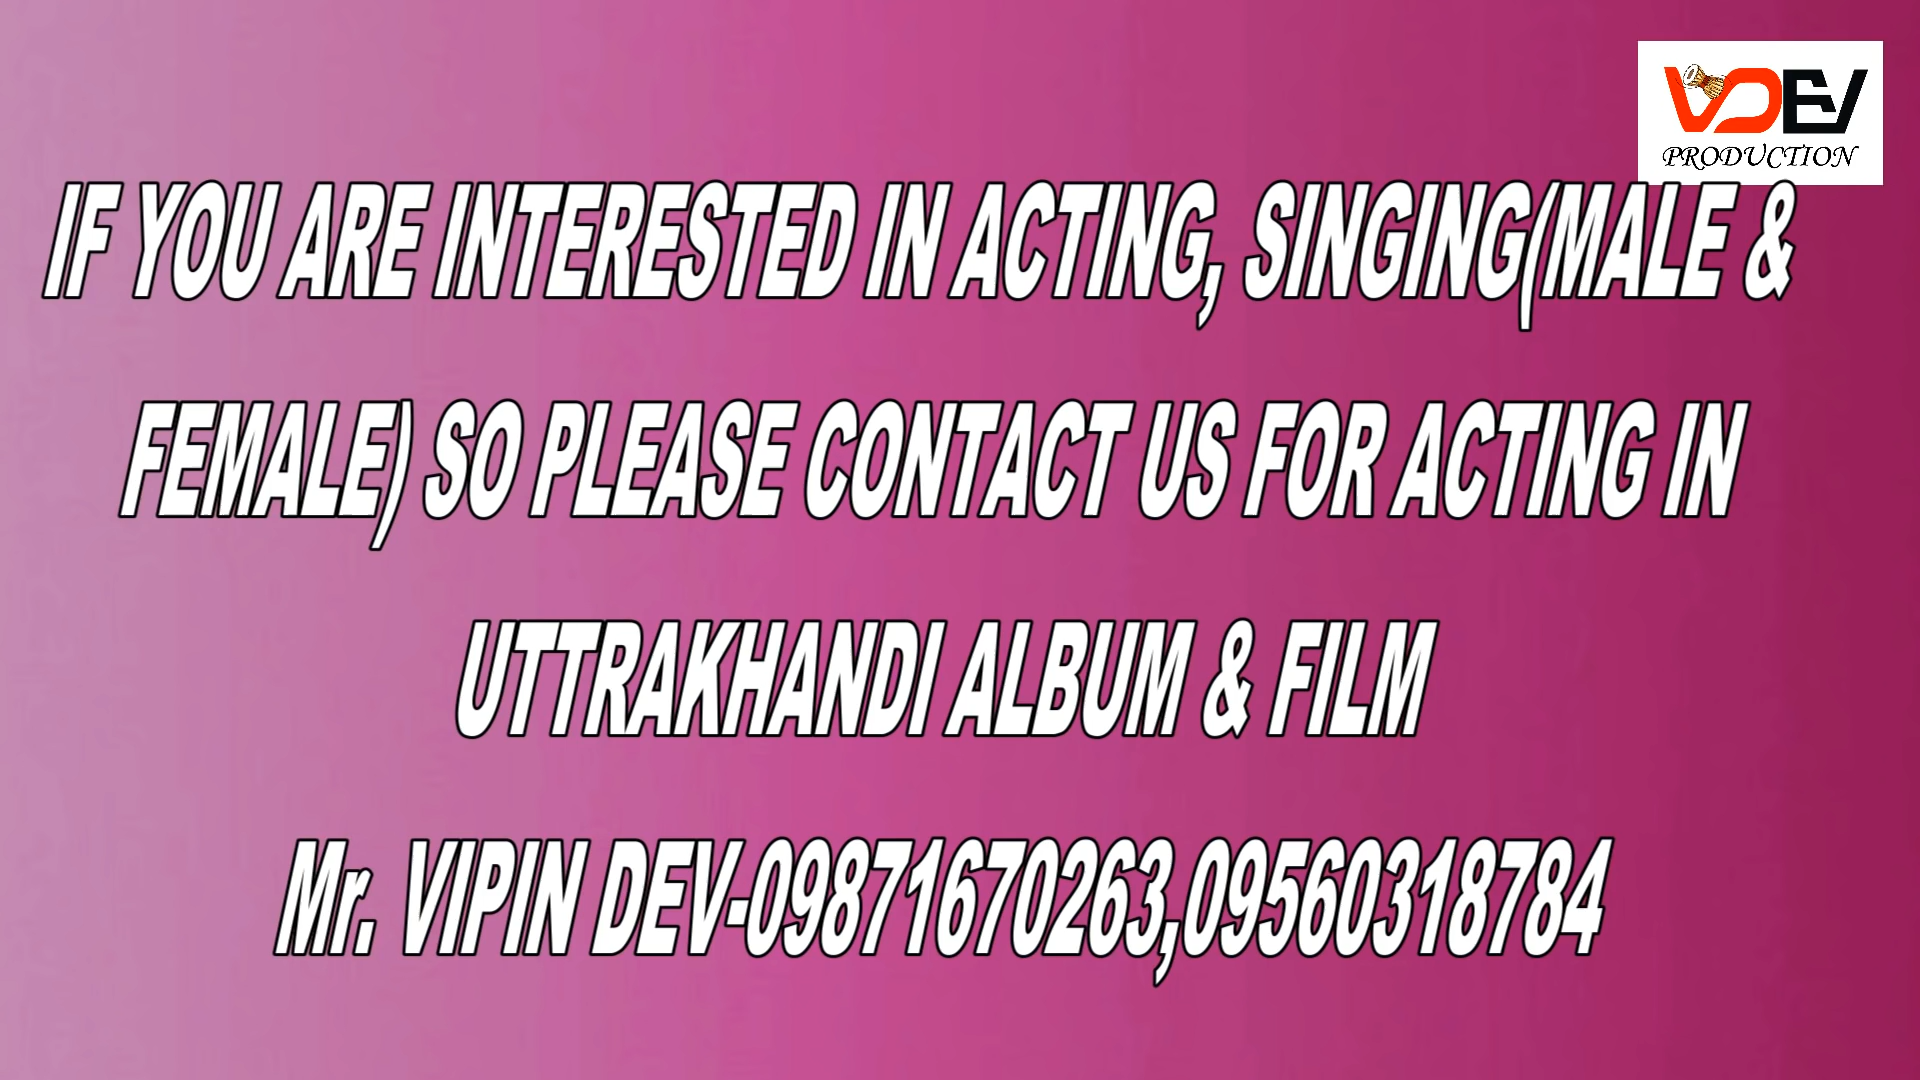 VDEV
PRODUCTION
IF YOU ARE INTERESTED IN ACTING, SINGING(MALE &
FEMALE) SO PLEASE CONTACT US FOR ACTING IN
UTTRAKHANDI ALBUM & FILM
Mr. VIPIN DEV-09871670263,09560318784